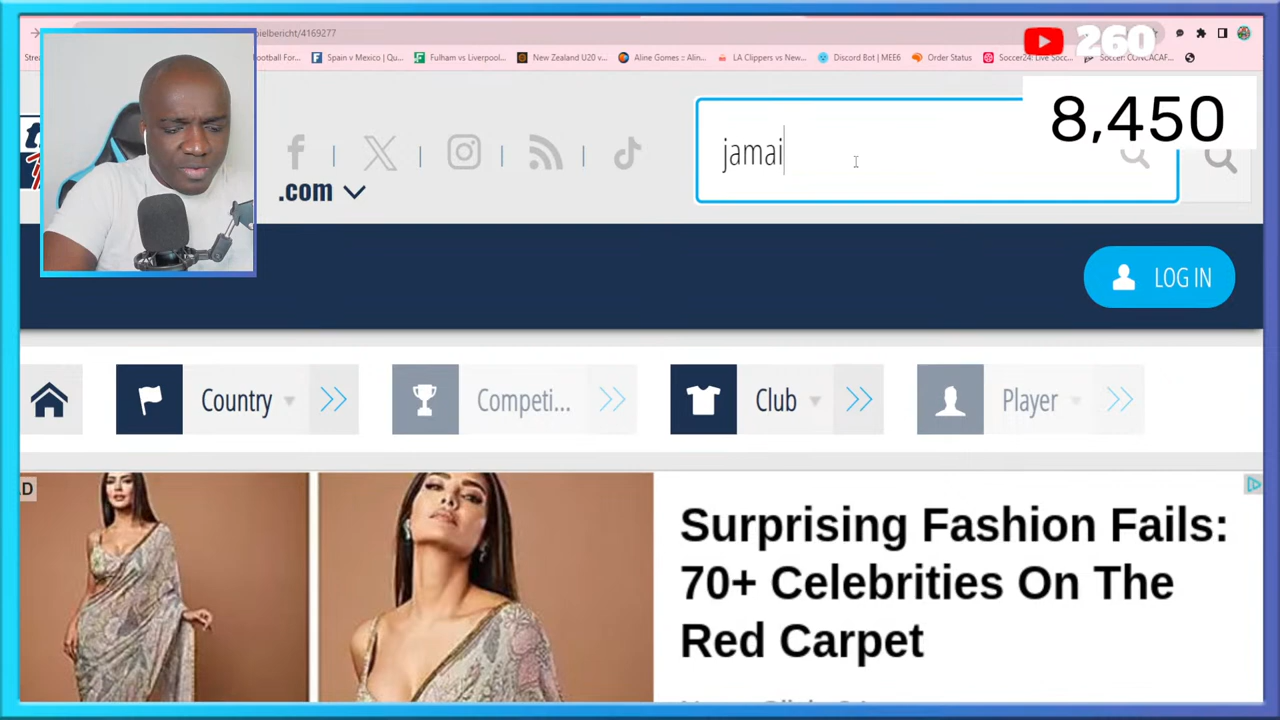 ielbericht/4169277
260
ootball For...
Spain v Mexico | Qu...
Fulham vs Liverpool...
New Zealand U20 v...
Aline Games :: Alin...
LA Clippers vs New...
Discord Bot | MEE6
Order Status
Soccer24: Live Socc...
Soccer: CONCACAF...
8,450
jamai
.com
LOG IN
Country
Competi...
Club
Player
Surprising Fashion Fails:
70+ Celebrities On The
Red Carpet